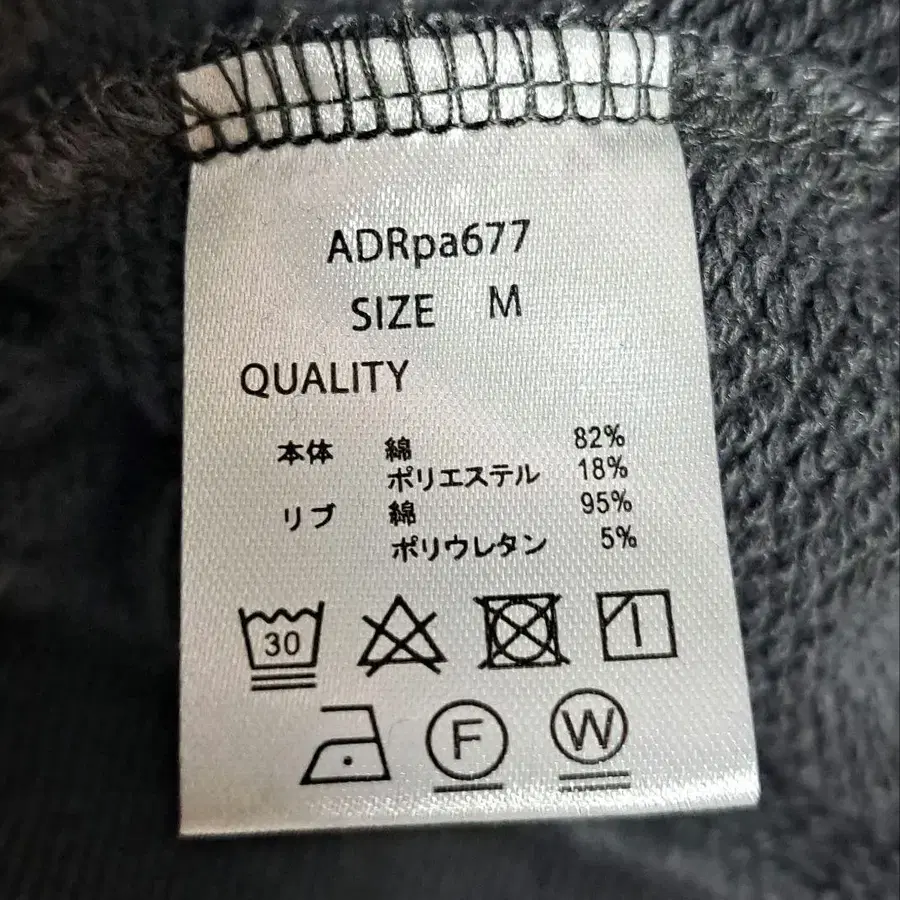 ADRpa677
SIZE M
QUALITY
本体 綿 82%
ポリエステル 18%
リブ 綿 95%
ポリウレタン 5%
30
F W